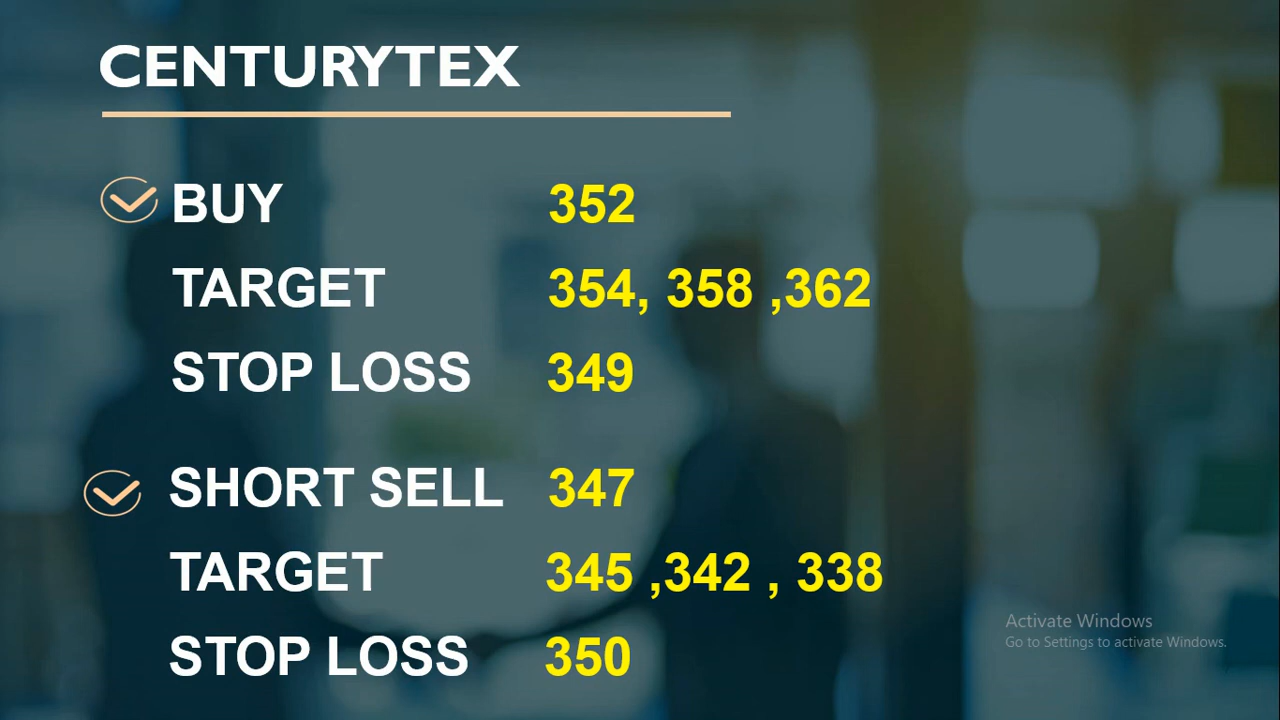 CENTURYTEX
BUY 352
TARGET 354, 358 ,362
STOP LOSS 349
SHORT SELL 347
TARGET 345 ,342 , 338
STOP LOSS 350
Activate Windows
Go to Settings to activate Windows.